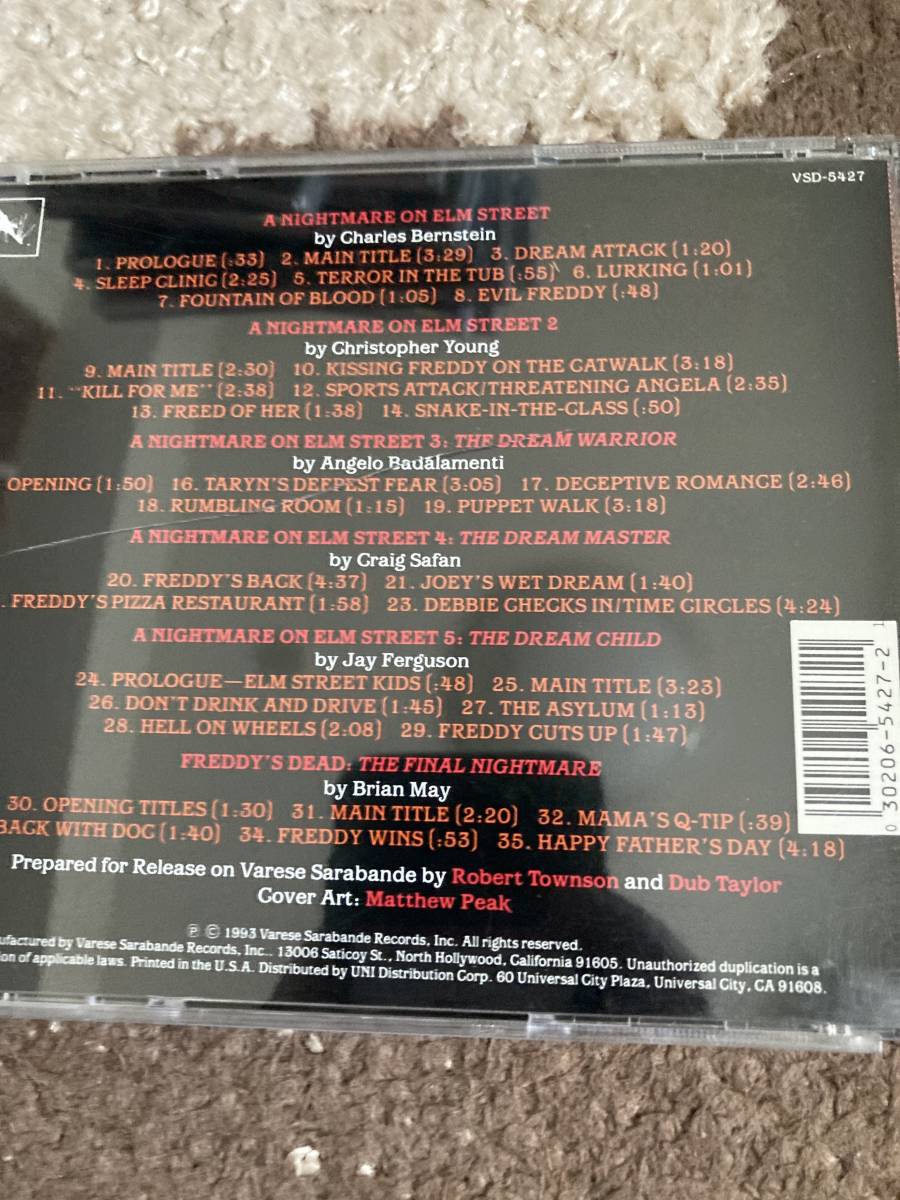 VSD-5427
A NIGHTMARE ON ELM STREET
by Charles Bernstein
1. PROLOGUE (:33) 2. MAIN TITLE (3:29) 3. DREAM ATTACK (1:20)
4. SLEEP CLINIC (2:25) 5. TERROR IN THE TUB (:55) 6. LURKING (1:01)
7. FOUNTAIN OF BLOOD (1:05) 8. EVIL FREDDY (:48)
A NIGHTMARE ON ELM STREET 2
by Christopher Young
9. MAIN TITLE (2:30) 10. KISSING FREDDY ON THE CATWALK (3:18)
11. "KILL FOR ME" (2:38) 12. SPORTS ATTACK/THREATENING ANGELA (2:35)
13. FREED OF HER (1:38) 14. SNAKE-IN-THE-CLASS (:50)
A NIGHTMARE ON ELM STREET 3: THE DREAM WARRIOR
by Angelo Badalamenti
OPENING (1:50) 16. TARYN'S DEEPEST FEAR (3:05) 17. DECEPTIVE ROMANCE (2:46)
18. RUMBLING ROOM (1:15) 19. PUPPET WALK (3:18)
A NIGHTMARE ON ELM STREET 4: THE DREAM MASTER
by Craig Safan
20. FREDDY'S BACK (4:37) 21. JOEY'S WET DREAM (1:40)
. FREDDY'S PIZZA RESTAURANT (1:58) 23. DEBBIE CHECKS IN/TIME CIRCLES (4:24)
A NIGHTMARE ON ELM STREET 5: THE DREAM CHILD
by Jay Ferguson
24. PROLOGUE—ELM STREET KIDS (:48) 25. MAIN TITLE (3:23)
26. DON'T DRINK AND DRIVE (1:45) 27. THE ASYLUM (1:13)
28. HELL ON WHEELS (2:08) 29. FREDDY CUTS UP (1:47)
FREDDY'S DEAD: THE FINAL NIGHTMARE
by Brian May
30. OPENING TITLES (1:30) 31. MAIN TITLE (2:20) 32. MAMA'S Q-TIP (:39)
BACK WITH DOG (1:40) 34. FREDDY WINS (:53) 35. HAPPY FATHER'S DAY (4:18)
Prepared for Release on Varese Sarabande by Robert Townson and Dub Taylor
Cover Art: Matthew Peak
℗ © 1993 Varese Sarabande Records, Inc. All rights reserved.
ufactured by Varese Sarabande Records, Inc.. 13006 Saticoy St., North Hollywood, California 91605. Unauthorized duplication is a
ion of applicable laws. Printed in the U.S.A. Distributed by UNI Distribution Corp. 60 Universal City Plaza, Universal City, CA 91608.
0 30206-5427-2 1